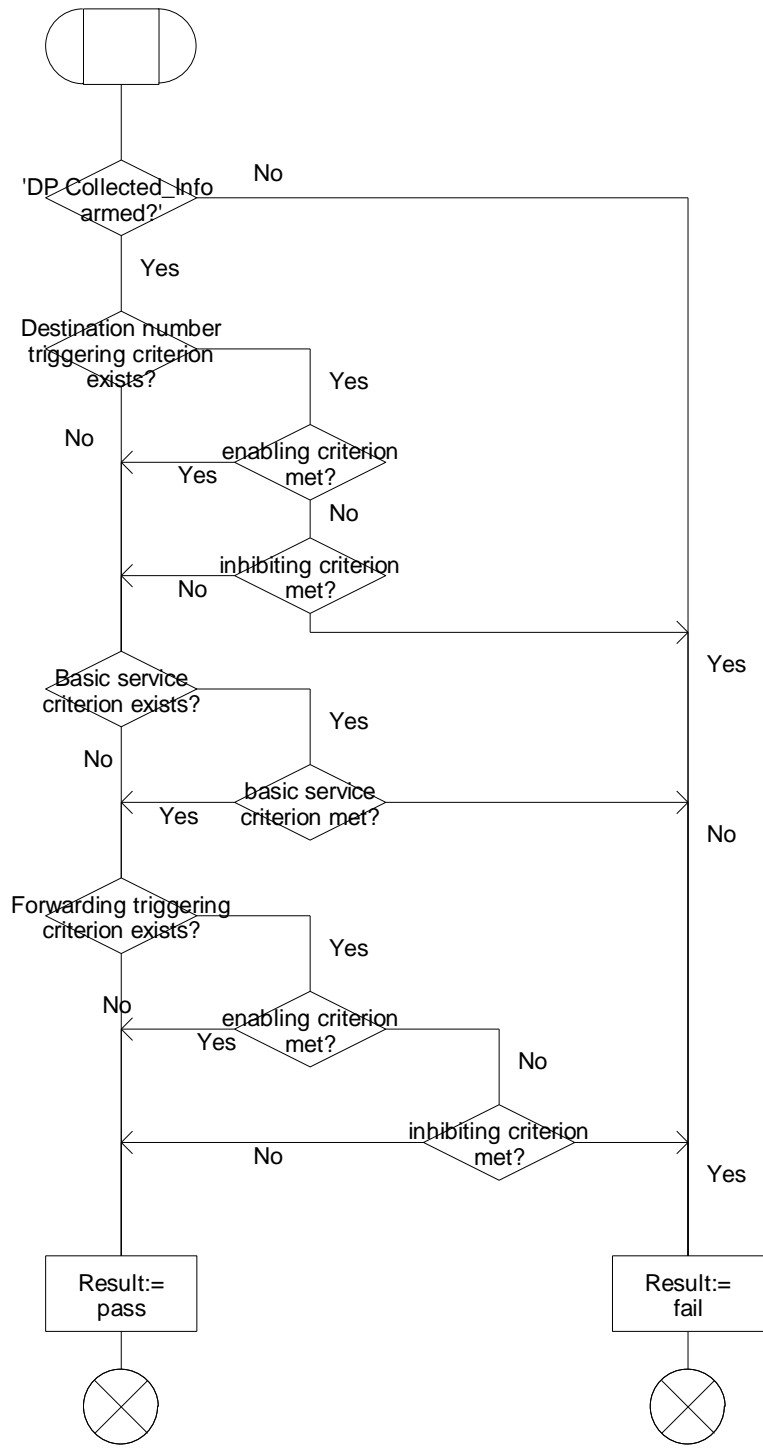 No
'DP Collected_Info
armed?'
Yes
Destination number
triggering criterion
exists?
Yes
No
enabling criterion
met?
Yes
No
inhibiting criterion
met?
No
Yes
Basic service
criterion exists?
Yes
No
basic service
criterion met?
Yes
No
Forwarding triggering
criterion exists?
Yes
No
enabling criterion
met?
Yes
No
inhibiting criterion
met?
No
Yes
Result:=
pass
Result:=
fail